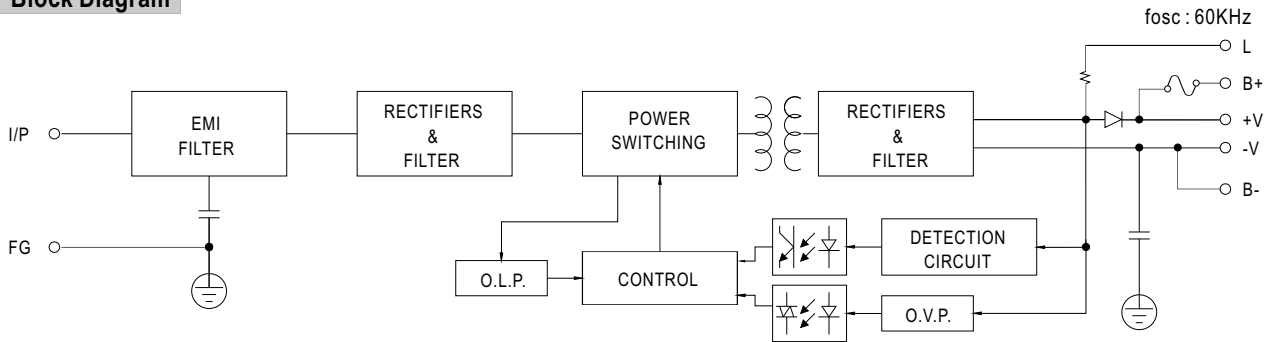 Block Diagram
fosc : 60KHz
L
B+
+V
-V
B-
I/P
EMI
FILTER
RECTIFIERS
&
FILTER
POWER
SWITCHING
RECTIFIERS
&
FILTER
FG
O.L.P.
CONTROL
DETECTION
CIRCUIT
O.V.P.